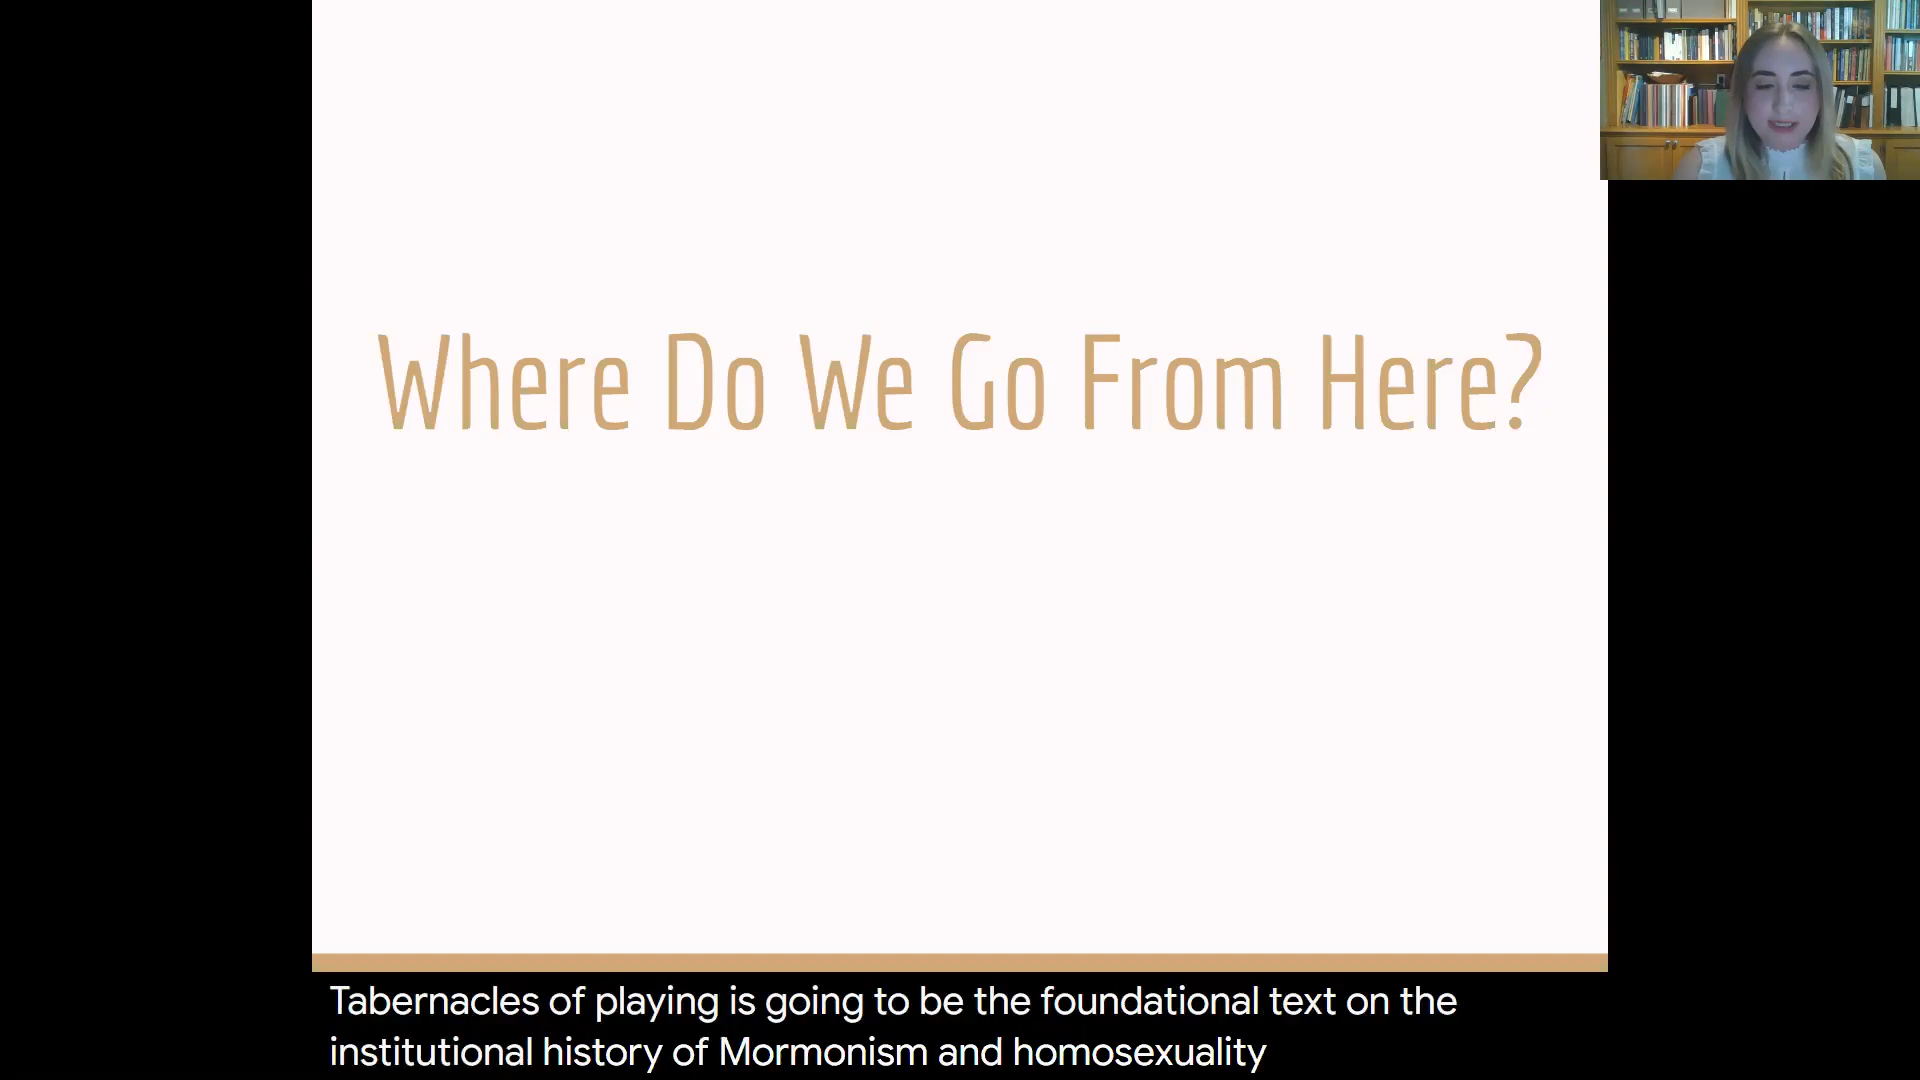 Where Do We Go From Here?
Tabernacles of playing is going to be the foundational text on the
institutional history of Mormonism and homosexuality